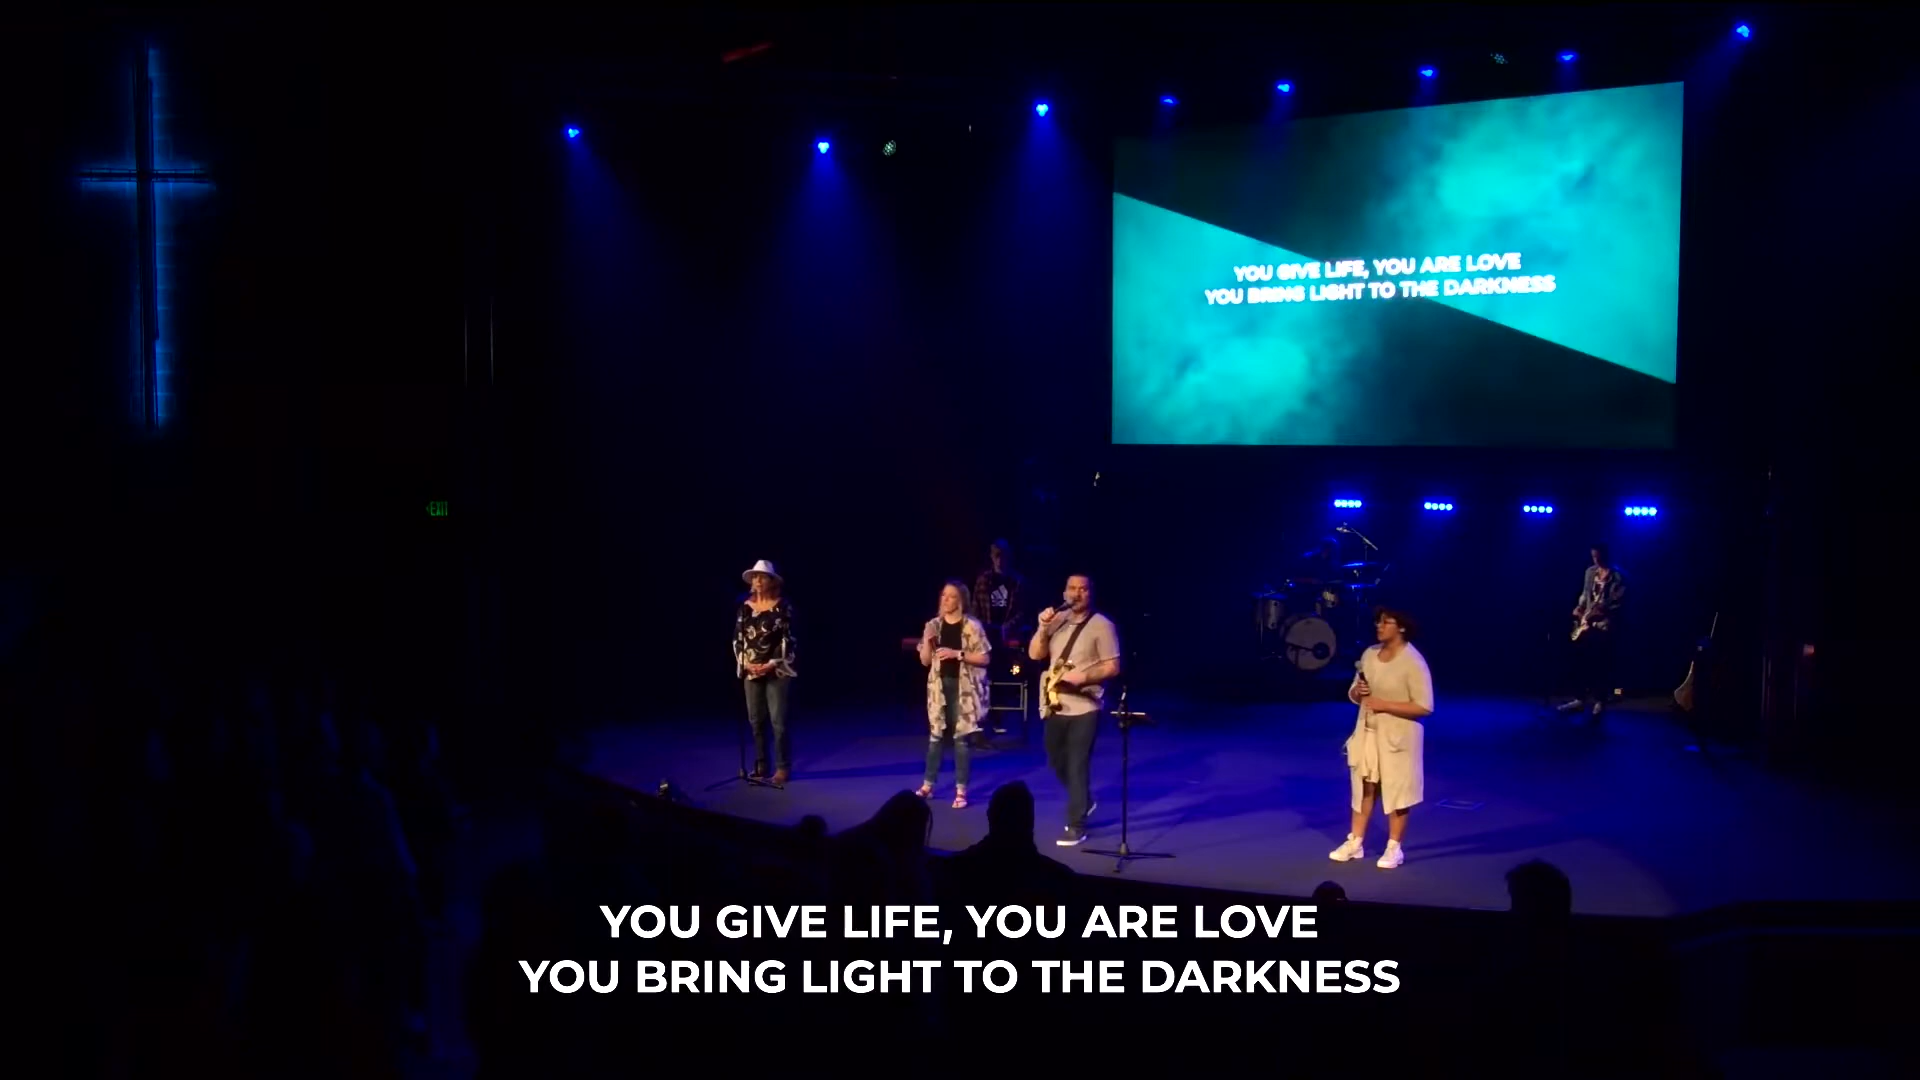 YOU GIVE LIFE, YOU ARE LOVE
YOU BRING LIGHT TO THE DARKNESS
EXIT
YOU GIVE LIFE, YOU ARE LOVE
YOU BRING LIGHT TO THE DARKNESS